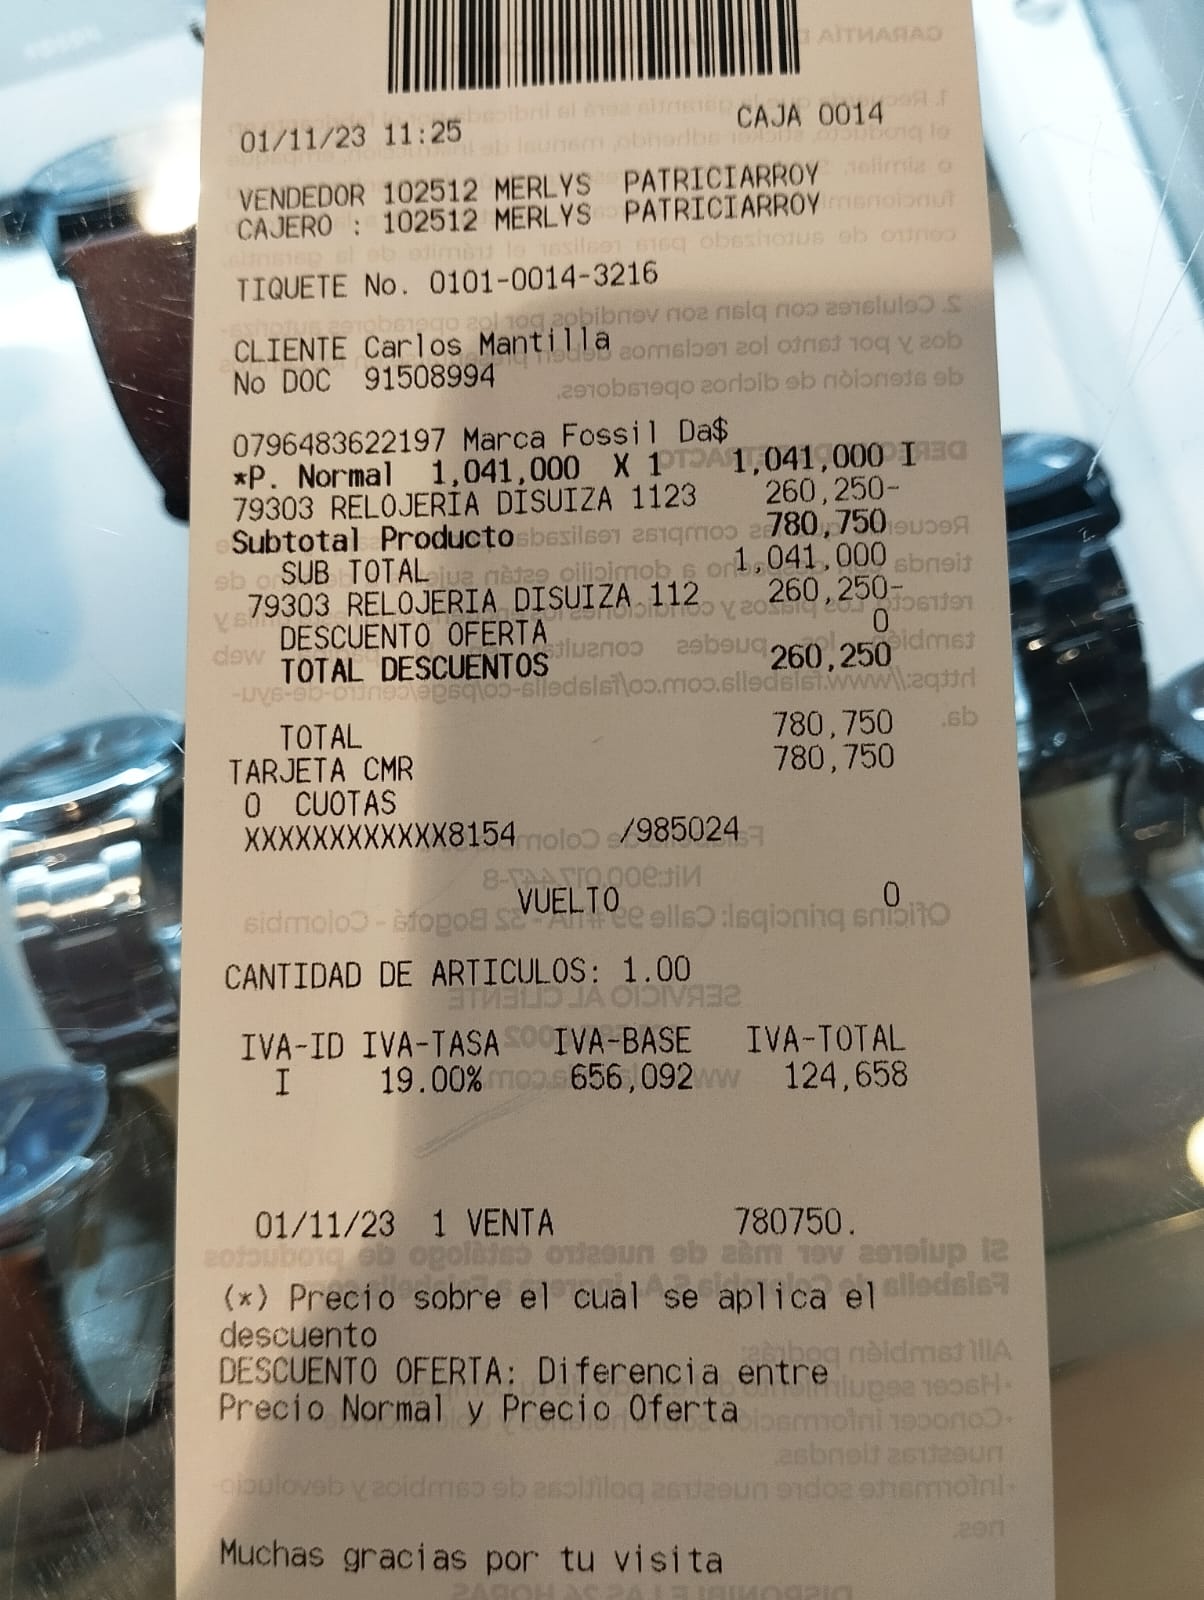 01/11/23 11:25 CAJA 0014
VENDEDOR 102512 MERLYS PATRICIARROY
CAJERO : 102512 MERLYS PATRICIARROY
TIQUETE No. 0101-0014-3216
CLIENTE Carlos Mantilla
No DOC 91508994
0796483622197 Marca Fossil Da$
*P. Normal 1,041,000 X 1 1,041,000 I
79303 RELOJERIA DISUIZA 1123 260,250-
Subtotal Producto 780,750
SUB TOTAL 1,041,000
79303 RELOJERIA DISUIZA 112 260,250-
DESCUENTO OFERTA 0
TOTAL DESCUENTOS 260,250
TOTAL 780,750
TARJETA CMR 780,750
0 CUOTAS
XXXXXXXXXXXX8154 /985024
VUELTO 0
CANTIDAD DE ARTICULOS: 1.00
IVA-ID IVA-TASA IVA-BASE IVA-TOTAL
I 19.00% 656,092 124,658
01/11/23 1 VENTA 780750.
(*) Precio sobre el cual se aplica el
descuento
DESCUENTO OFERTA: Diferencia entre
Precio Normal y Precio Oferta
Muchas gracias por tu visita